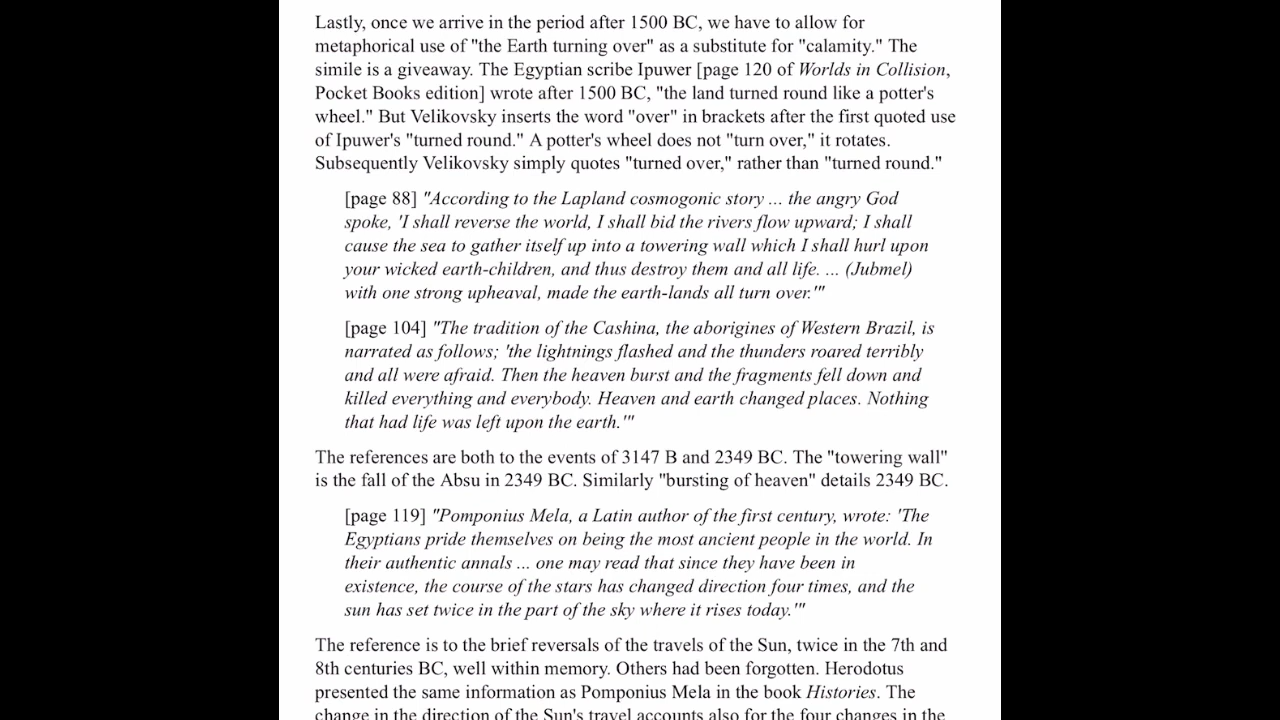 Lastly, once we arrive in the period after 1500 BC, we have to allow for
metaphorical use of "the Earth turning over" as a substitute for "calamity." The
simile is a giveaway. The Egyptian scribe Ipuwer [page 120 of Worlds in Collision,
Pocket Books edition] wrote after 1500 BC, "the land turned round like a potter's
wheel." But Velikovsky inserts the word "over" in brackets after the first quoted use
of Ipuwer's "turned round." A potter's wheel does not "turn over," it rotates.
Subsequently Velikovsky simply quotes "turned over," rather than "turned round."
[page 88] "According to the Lapland cosmogonic story ... the angry God
spoke, 'I shall reverse the world, I shall bid the rivers flow upward; I shall
cause the sea to gather itself up into a towering wall which I shall hurl upon
your wicked earth-children, and thus destroy them and all life. ... (Jubmel)
with one strong upheaval, made the earth-lands all turn over.'"
[page 104] "The tradition of the Cashina, the aborigines of Western Brazil, is
narrated as follows; 'the lightnings flashed and the thunders roared terribly
and all were afraid. Then the heaven burst and the fragments fell down and
killed everything and everybody. Heaven and earth changed places. Nothing
that had life was left upon the earth.'"
The references are both to the events of 3147 B and 2349 BC. The "towering wall"
is the fall of the Absu in 2349 BC. Similarly "bursting of heaven" details 2349 BC.
[page 119] "Pomponius Mela, a Latin author of the first century, wrote: 'The
Egyptians pride themselves on being the most ancient people in the world. In
their authentic annals ... one may read that since they have been in
existence, the course of the stars has changed direction four times, and the
sun has set twice in the part of the sky where it rises today.'"
The reference is to the brief reversals of the travels of the Sun, twice in the 7th and
8th centuries BC, well within memory. Others had been forgotten. Herodotus
presented the same information as Pomponius Mela in the book Histories. The
change in the direction of the Sun's travel accounts also for the four changes in the